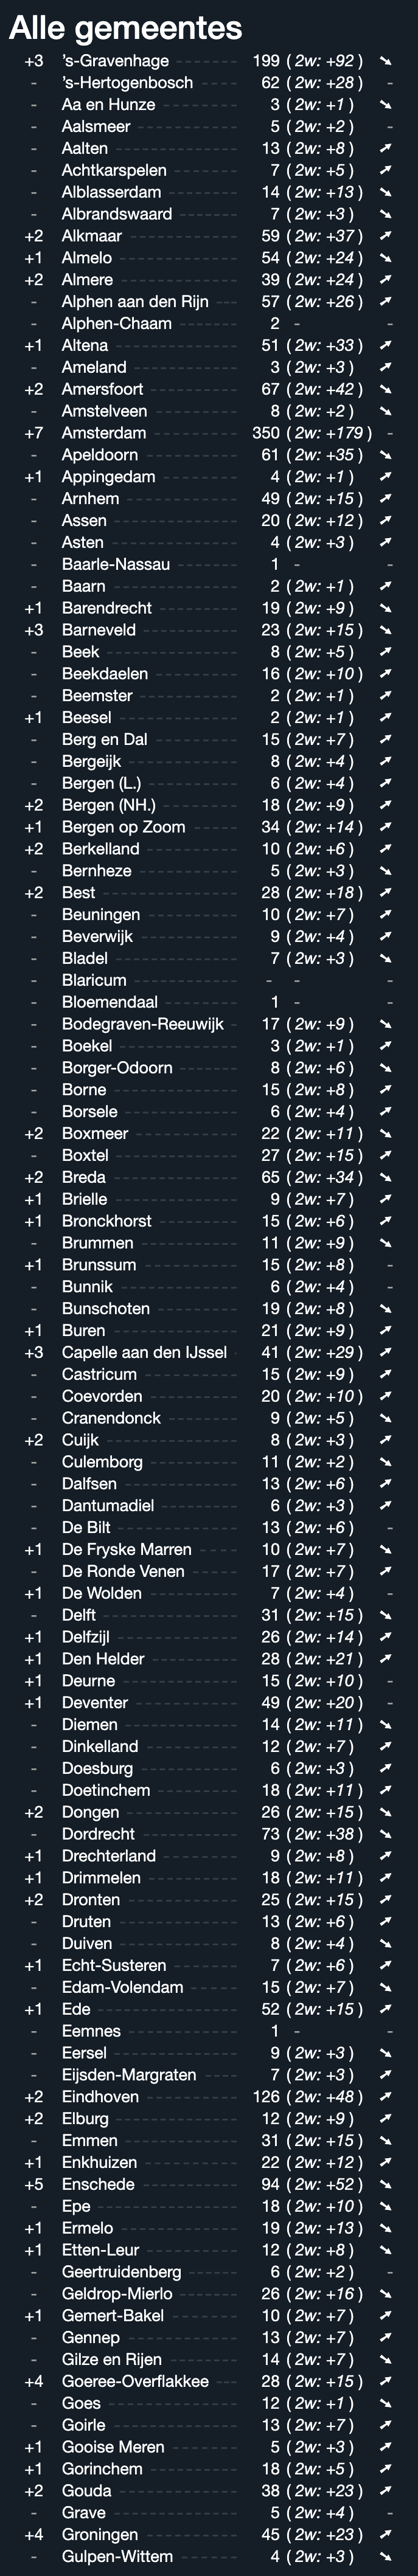 Alle gemeentes
+3 's-Gravenhage 199 ( 2w: +92 )
- 's-Hertogenbosch 62 ( 2w: +28 ) -
- Aa en Hunze 3 ( 2w: +1 )
- Aalsmeer 5 ( 2w: +2 ) -
- Aalten 13 ( 2w: +8 )
- Achtkarspelen 7 ( 2w: +5 )
- Alblasserdam 14 ( 2w: +13 )
- Albrandswaard 7 ( 2w: +3 )
+2 Alkmaar 59 ( 2w: +37 )
+1 Almelo 54 ( 2w: +24 )
+2 Almere 39 ( 2w: +24 )
- Alphen aan den Rijn 57 ( 2w: +26 )
- Alphen-Chaam 2 - -
+1 Altena 51 ( 2w: +33 )
- Ameland 3 ( 2w: +3 )
+2 Amersfoort 67 ( 2w: +42 )
- Amstelveen 8 ( 2w: +2 )
+7 Amsterdam 350 ( 2w: +179 ) -
- Apeldoorn 61 ( 2w: +35 )
+1 Appingedam 4 ( 2w: +1 )
- Arnhem 49 ( 2w: +15 )
- Assen 20 ( 2w: +12 )
- Asten 4 ( 2w: +3 )
- Baarle-Nassau 1 - -
- Baarn 2 ( 2w: +1 )
+1 Barendrecht 19 ( 2w: +9 )
+3 Barneveld 23 ( 2w: +15 )
- Beek 8 ( 2w: +5 )
- Beekdaelen 16 ( 2w: +10 )
- Beemster 2 ( 2w: +1 )
+1 Beesel 2 ( 2w: +1 )
- Berg en Dal 15 ( 2w: +7 )
- Bergeijk 8 ( 2w: +4 )
- Bergen (L.) 6 ( 2w: +4 )
+2 Bergen (NH.) 18 ( 2w: +9 )
+1 Bergen op Zoom 34 ( 2w: +14 )
+2 Berkelland 10 ( 2w: +6 )
- Bernheze 5 ( 2w: +3 )
+2 Best 28 ( 2w: +18 )
- Beuningen 10 ( 2w: +7 )
- Beverwijk 9 ( 2w: +4 )
- Bladel 7 ( 2w: +3 )
- Blaricum - - -
- Bloemendaal 1 - -
- Bodegraven-Reeuwijk 17 ( 2w: +9 )
- Boekel 3 ( 2w: +1 )
- Borger-Odoorn 8 ( 2w: +6 )
- Borne 15 ( 2w: +8 )
- Borsele 6 ( 2w: +4 )
+2 Boxmeer 22 ( 2w: +11 )
- Boxtel 27 ( 2w: +15 )
+2 Breda 65 ( 2w: +34 )
+1 Brielle 9 ( 2w: +7 )
+1 Bronckhorst 15 ( 2w: +6 )
- Brummen 11 ( 2w: +9 )
+1 Brunssum 15 ( 2w: +8 ) -
- Bunnik 6 ( 2w: +4 ) -
- Bunschoten 19 ( 2w: +8 )
+1 Buren 21 ( 2w: +9 )
+3 Capelle aan den IJssel 41 ( 2w: +29 )
- Castricum 15 ( 2w: +9 )
- Coevorden 20 ( 2w: +10 )
- Cranendonck 9 ( 2w: +5 )
+2 Cuijk 8 ( 2w: +3 )
- Culemborg 11 ( 2w: +2 )
- Dalfsen 13 ( 2w: +6 )
- Dantumadiel 6 ( 2w: +3 )
- De Bilt 13 ( 2w: +6 ) -
+1 De Fryske Marren 10 ( 2w: +7 )
- De Ronde Venen 17 ( 2w: +7 )
+1 De Wolden 7 ( 2w: +4 ) -
- Delft 31 ( 2w: +15 )
+1 Delfzijl 26 ( 2w: +14 )
+1 Den Helder 28 ( 2w: +21 )
+1 Deurne 15 ( 2w: +10 ) -
+1 Deventer 49 ( 2w: +20 ) -
- Diemen 14 ( 2w: +11 )
- Dinkelland 12 ( 2w: +7 )
- Doesburg 6 ( 2w: +3 )
- Doetinchem 18 ( 2w: +11 )
+2 Dongen 26 ( 2w: +15 )
- Dordrecht 73 ( 2w: +38 )
+1 Drechterland 9 ( 2w: +8 )
+1 Drimmelen 18 ( 2w: +11 )
+2 Dronten 25 ( 2w: +15 )
- Druten 13 ( 2w: +6 )
- Duiven 8 ( 2w: +4 )
+1 Echt-Susteren 7 ( 2w: +6 )
- Edam-Volendam 15 ( 2w: +7 )
+1 Ede 52 ( 2w: +15 )
- Eemnes 1 - -
- Eersel 9 ( 2w: +3 )
- Eijsden-Margraten 7 ( 2w: +3 )
+2 Eindhoven 126 ( 2w: +48 )
+2 Elburg 12 ( 2w: +9 )
- Emmen 31 ( 2w: +15 )
+1 Enkhuizen 22 ( 2w: +12 )
+5 Enschede 94 ( 2w: +52 )
- Epe 18 ( 2w: +10 )
+1 Ermelo 19 ( 2w: +13 )
+1 Etten-Leur 12 ( 2w: +8 )
- Geertruidenberg 6 ( 2w: +2 ) -
- Geldrop-Mierlo 26 ( 2w: +16 )
+1 Gemert-Bakel 10 ( 2w: +7 )
- Gennep 13 ( 2w: +7 )
- Gilze en Rijen 14 ( 2w: +7 )
+4 Goeree-Overflakkee 28 ( 2w: +15 )
- Goes 12 ( 2w: +1 )
- Goirle 13 ( 2w: +7 )
+1 Gooise Meren 5 ( 2w: +3 )
+1 Gorinchem 18 ( 2w: +5 )
+2 Gouda 38 ( 2w: +23 )
- Grave 5 ( 2w: +4 ) -
+4 Groningen 45 ( 2w: +23 )
- Gulpen-Wittem 4 ( 2w: +3 )